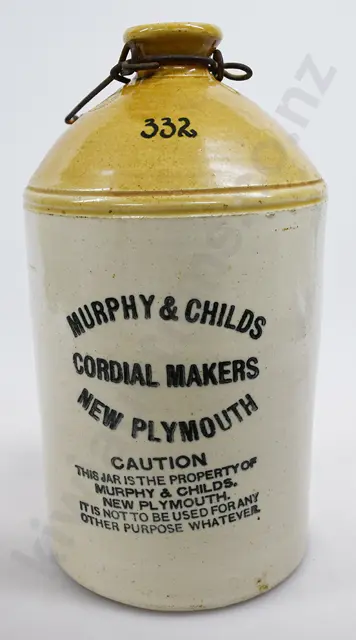 332
MURPHY & CHILDS
CORDIAL MAKERS
NEW PLYMOUTH
CAUTION
THIS JAR IS THE PROPERTY OF
MURPHY & CHILDS.
NEW PLYMOUTH.
IT IS NOT TO BE USED FOR ANY
OTHER PURPOSE WHATEVER.